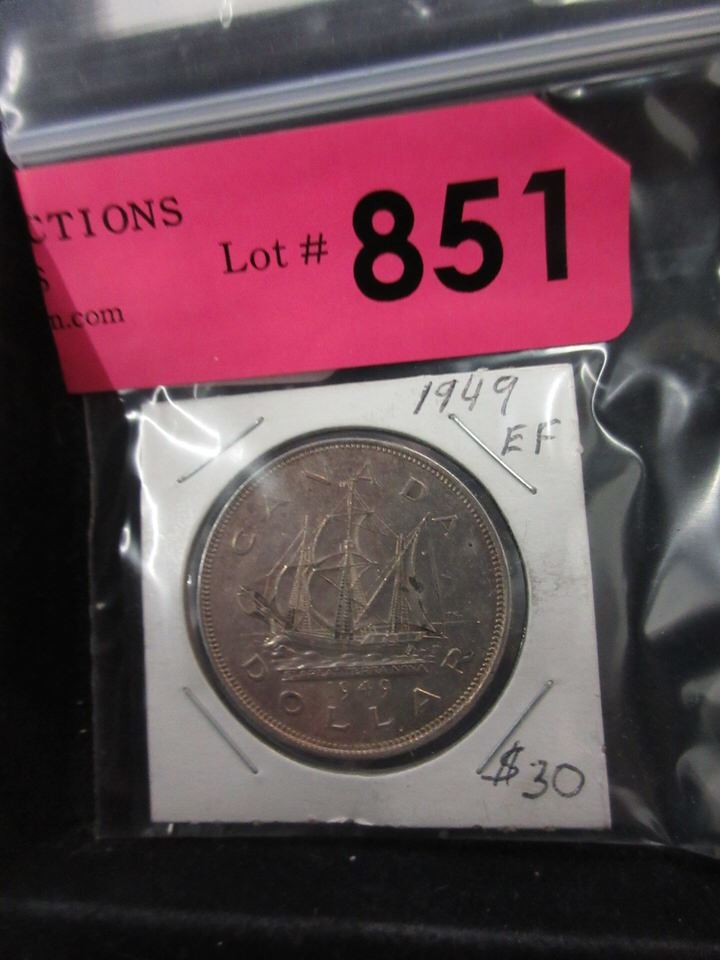 CTIONS
S
n.com
Lot # 851
1949
EF
CANADA
1949
DOLLAR
$30